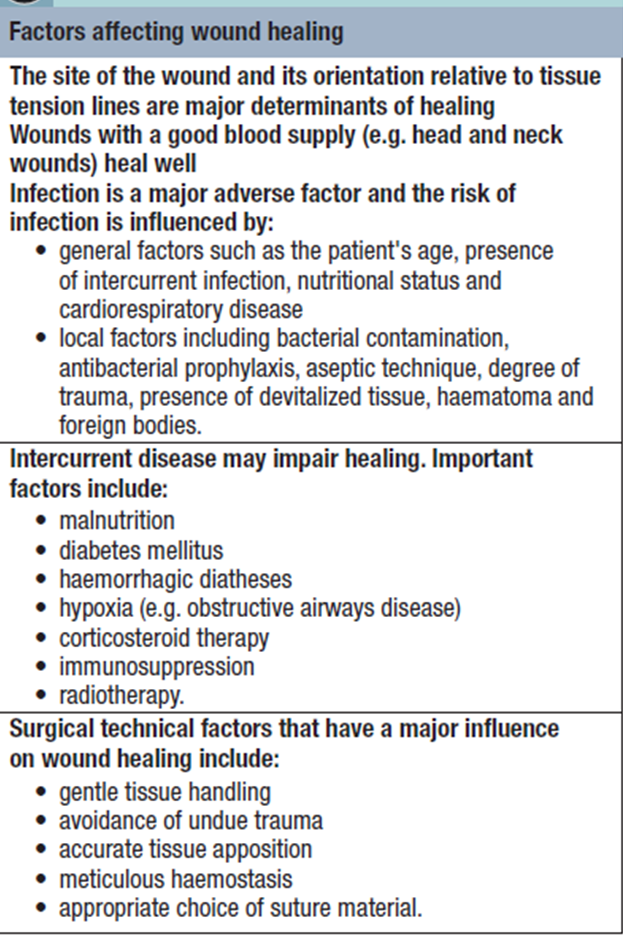 Factors affecting wound healing
The site of the wound and its orientation relative to tissue
tension lines are major determinants of healing
Wounds with a good blood supply (e.g. head and neck
wounds) heal well
Infection is a major adverse factor and the risk of
infection is influenced by:
• general factors such as the patient's age, presence
of intercurrent infection, nutritional status and
cardiorespiratory disease
• local factors including bacterial contamination,
antibacterial prophylaxis, aseptic technique, degree of
trauma, presence of devitalized tissue, haematoma and
foreign bodies.
Intercurrent disease may impair healing. Important
factors include:
• malnutrition
• diabetes mellitus
• haemorrhagic diatheses
• hypoxia (e.g. obstructive airways disease)
• corticosteroid therapy
• immunosuppression
• radiotherapy.
Surgical technical factors that have a major influence
on wound healing include:
• gentle tissue handling
• avoidance of undue trauma
• accurate tissue apposition
• meticulous haemostasis
• appropriate choice of suture material.